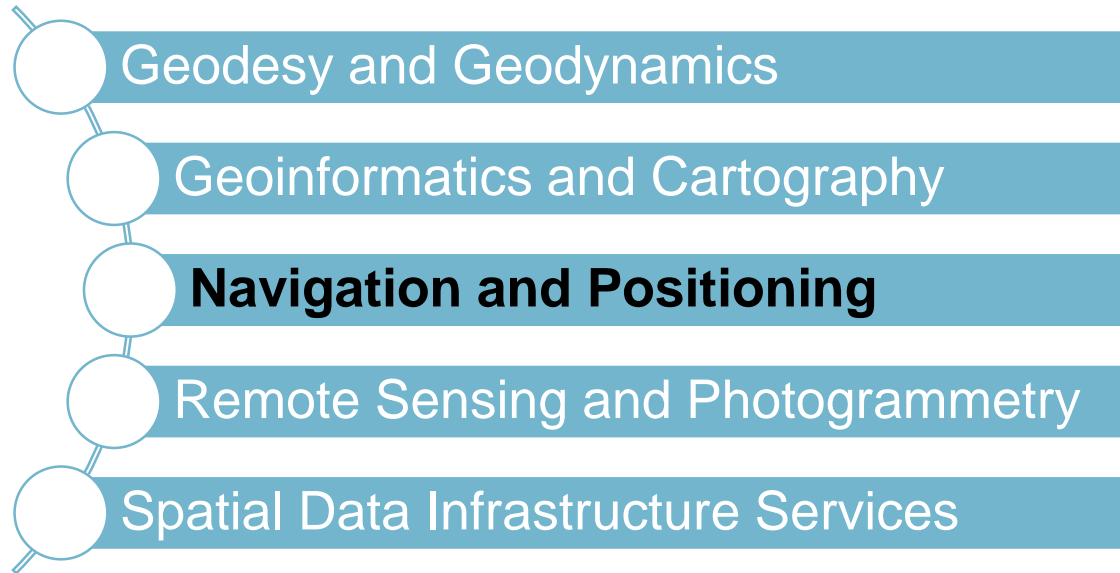 Geodesy and Geodynamics
Geoinformatics and Cartography
Navigation and Positioning
Remote Sensing and Photogrammetry
Spatial Data Infrastructure Services